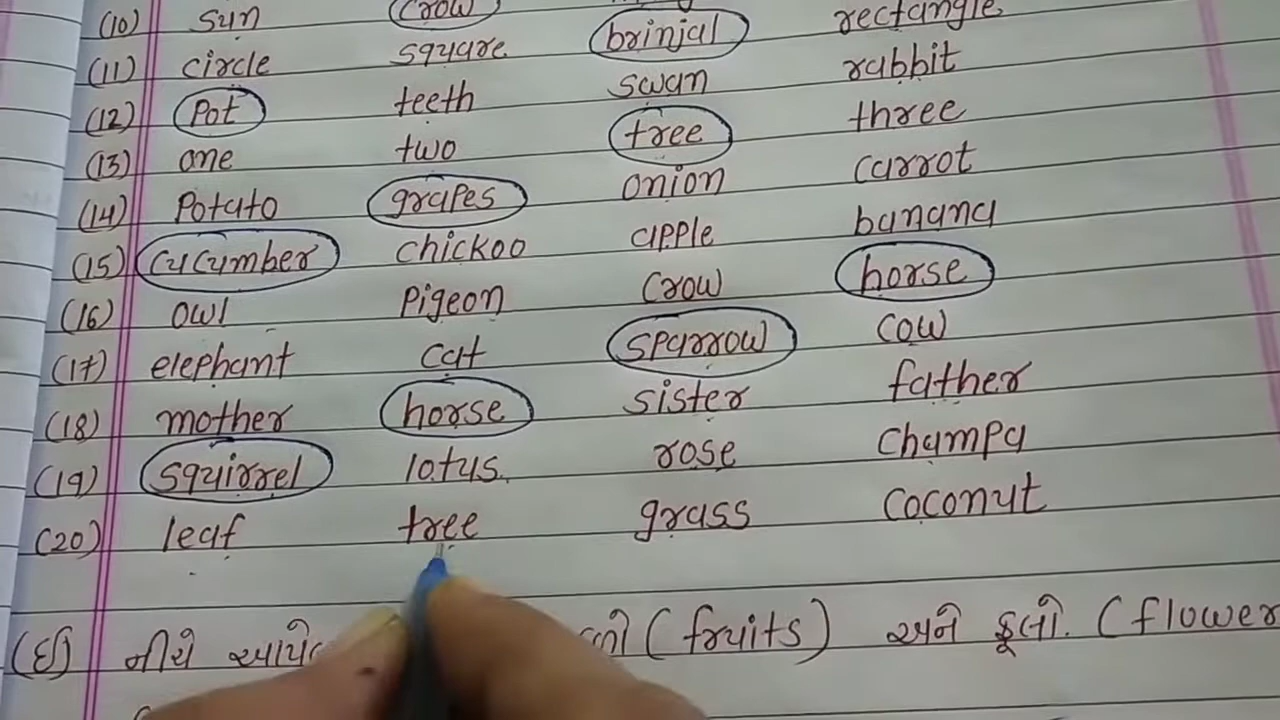 (10) sun crow rectangle
(11) circle square brinjal rabbit
(12) Pot teeth swan three
(13) one two tree carrot
(14) Potato grapes onion banana
(15) cucumber chickoo apple horse
(16) owl Pigeon crow cow
(17) elephant cat sparrow father
(18) mother horse sister champa
(19) squirrel lotus rose coconut
(20) leaf tree grass
(ઈ) નીચે (fruits) અને ફૂલો. (flower